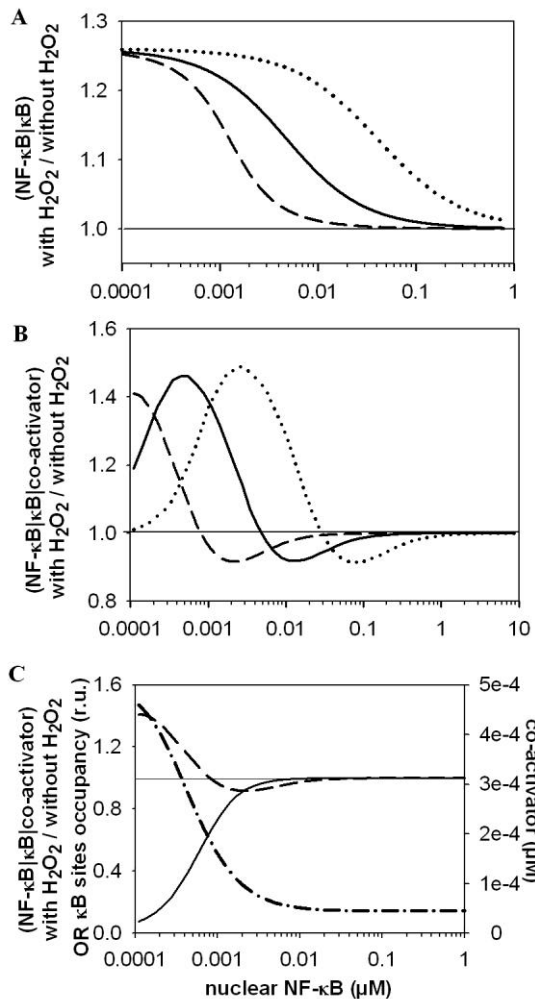 A
(NF-κB|κB)
with H₂O₂ / without H₂O₂
1.3
1.2
1.1
1.0
0.0001 0.001 0.01 0.1 1
B
(NF-κB|κB|co-activator)
with H₂O₂ / without H₂O₂
1.6
1.4
1.2
1.0
0.8
0.0001 0.001 0.01 0.1 1 10
C
(NF-κB|κB|co-activator)
with H₂O₂ / without H₂O₂
OR κB sites occupancy (r.u.)
1.6
1.2
0.8
0.4
0.0
5e-4
4e-4
3e-4
2e-4
1e-4
0
co-activator (μM)
0.0001 0.001 0.01 0.1 1
nuclear NF-κB (μM)